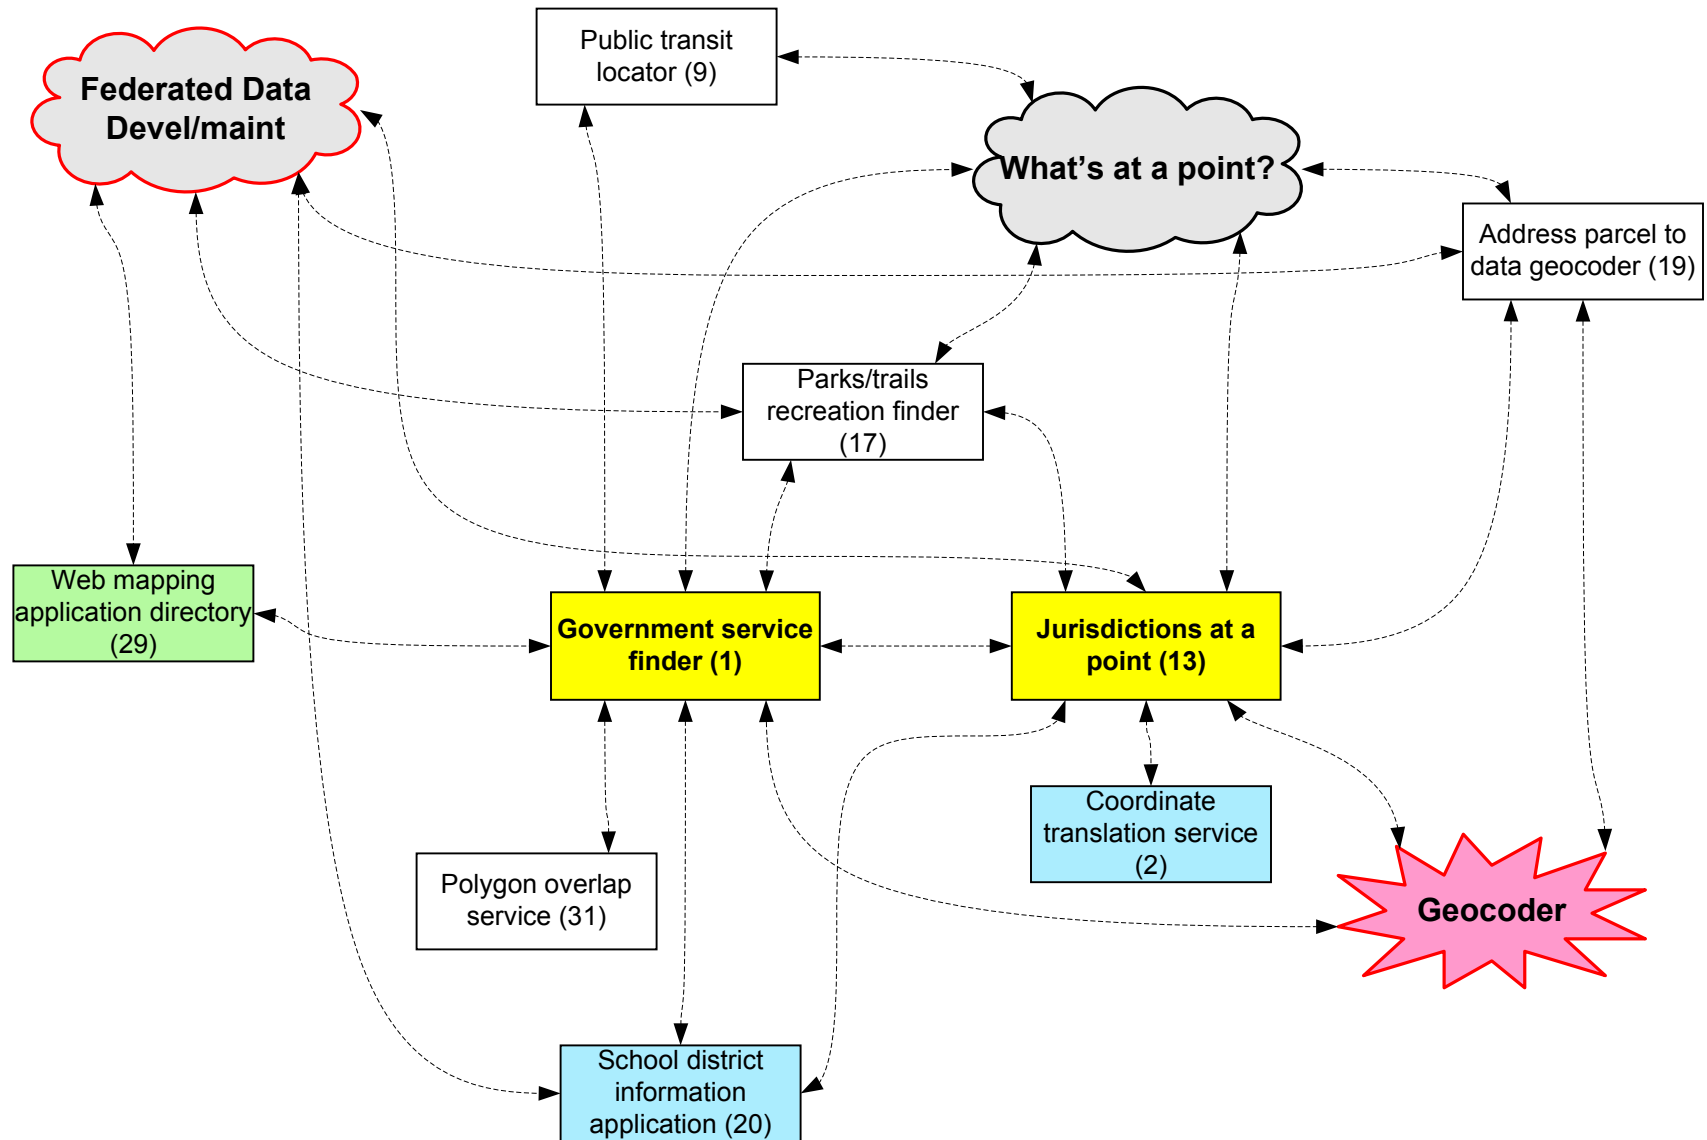 Public transit
locator (9)
Federated Data
Devel/maint
What's at a point?
Address parcel to
data geocoder (19)
Parks/trails
recreation finder
(17)
Web mapping
application directory
(29)
Government service
finder (1)
Jurisdictions at a
point (13)
Coordinate
translation service
(2)
Polygon overlap
service (31)
Geocoder
School district
information
application (20)